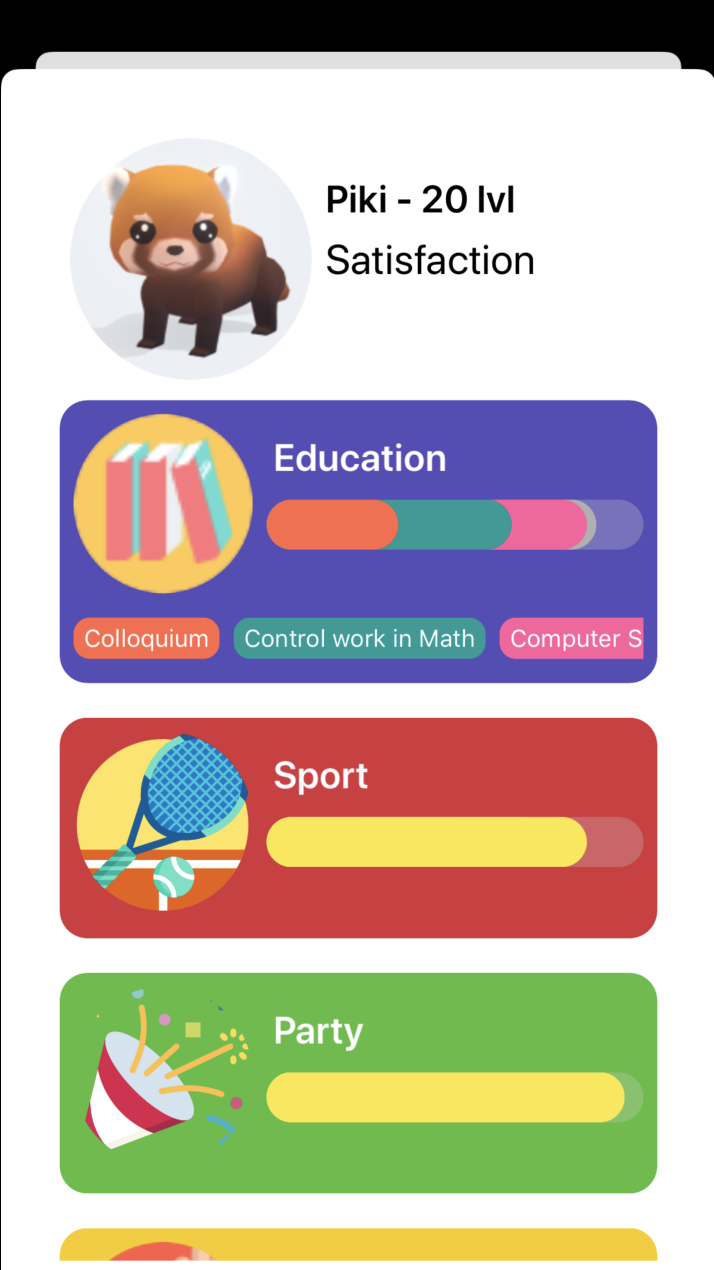 Piki - 20 lvl
Satisfaction
Education
Colloquium
Control work in Math
Computer S
Sport
Party